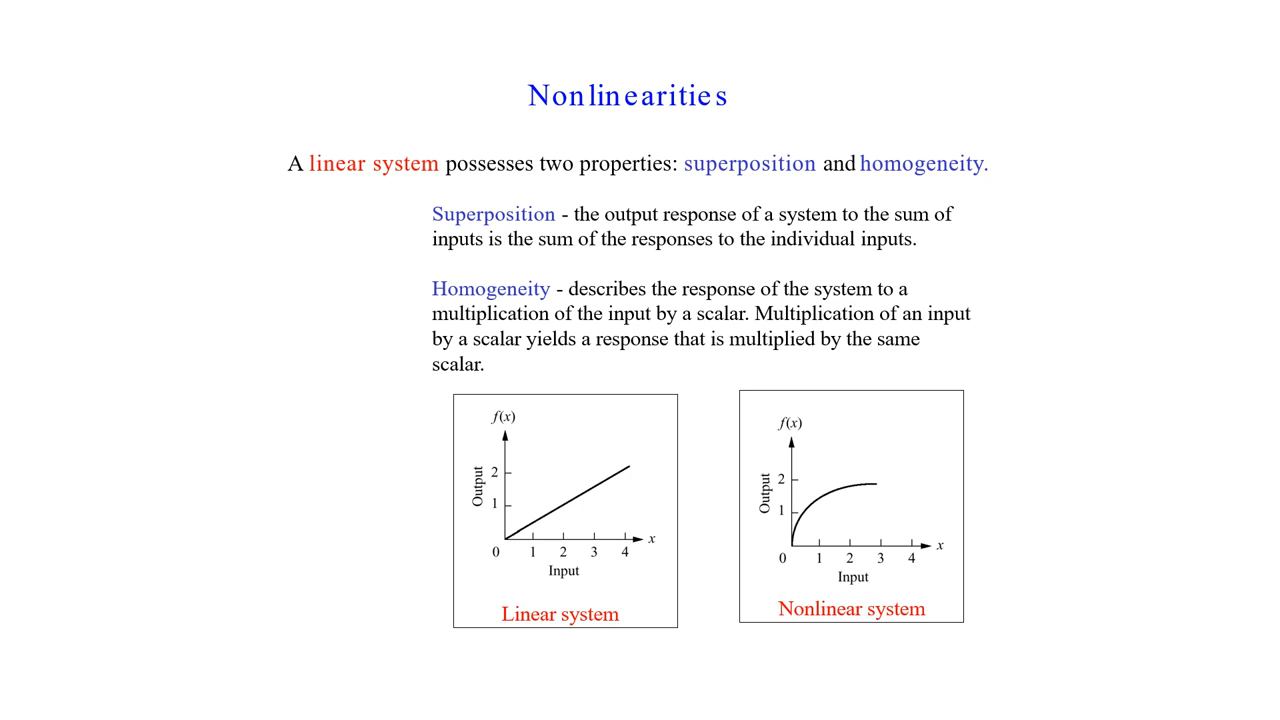 Nonlinearities
A linear system possesses two properties: superposition and homogeneity.
Superposition - the output response of a system to the sum of
inputs is the sum of the responses to the individual inputs.
Homogeneity - describes the response of the system to a
multiplication of the input by a scalar. Multiplication of an input
by a scalar yields a response that is multiplied by the same
scalar.
f(x)
Output
2
1
0 1 2 3 4 x
Input
Linear system
f(x)
Output
2
1
0 1 2 3 4 x
Input
Nonlinear system